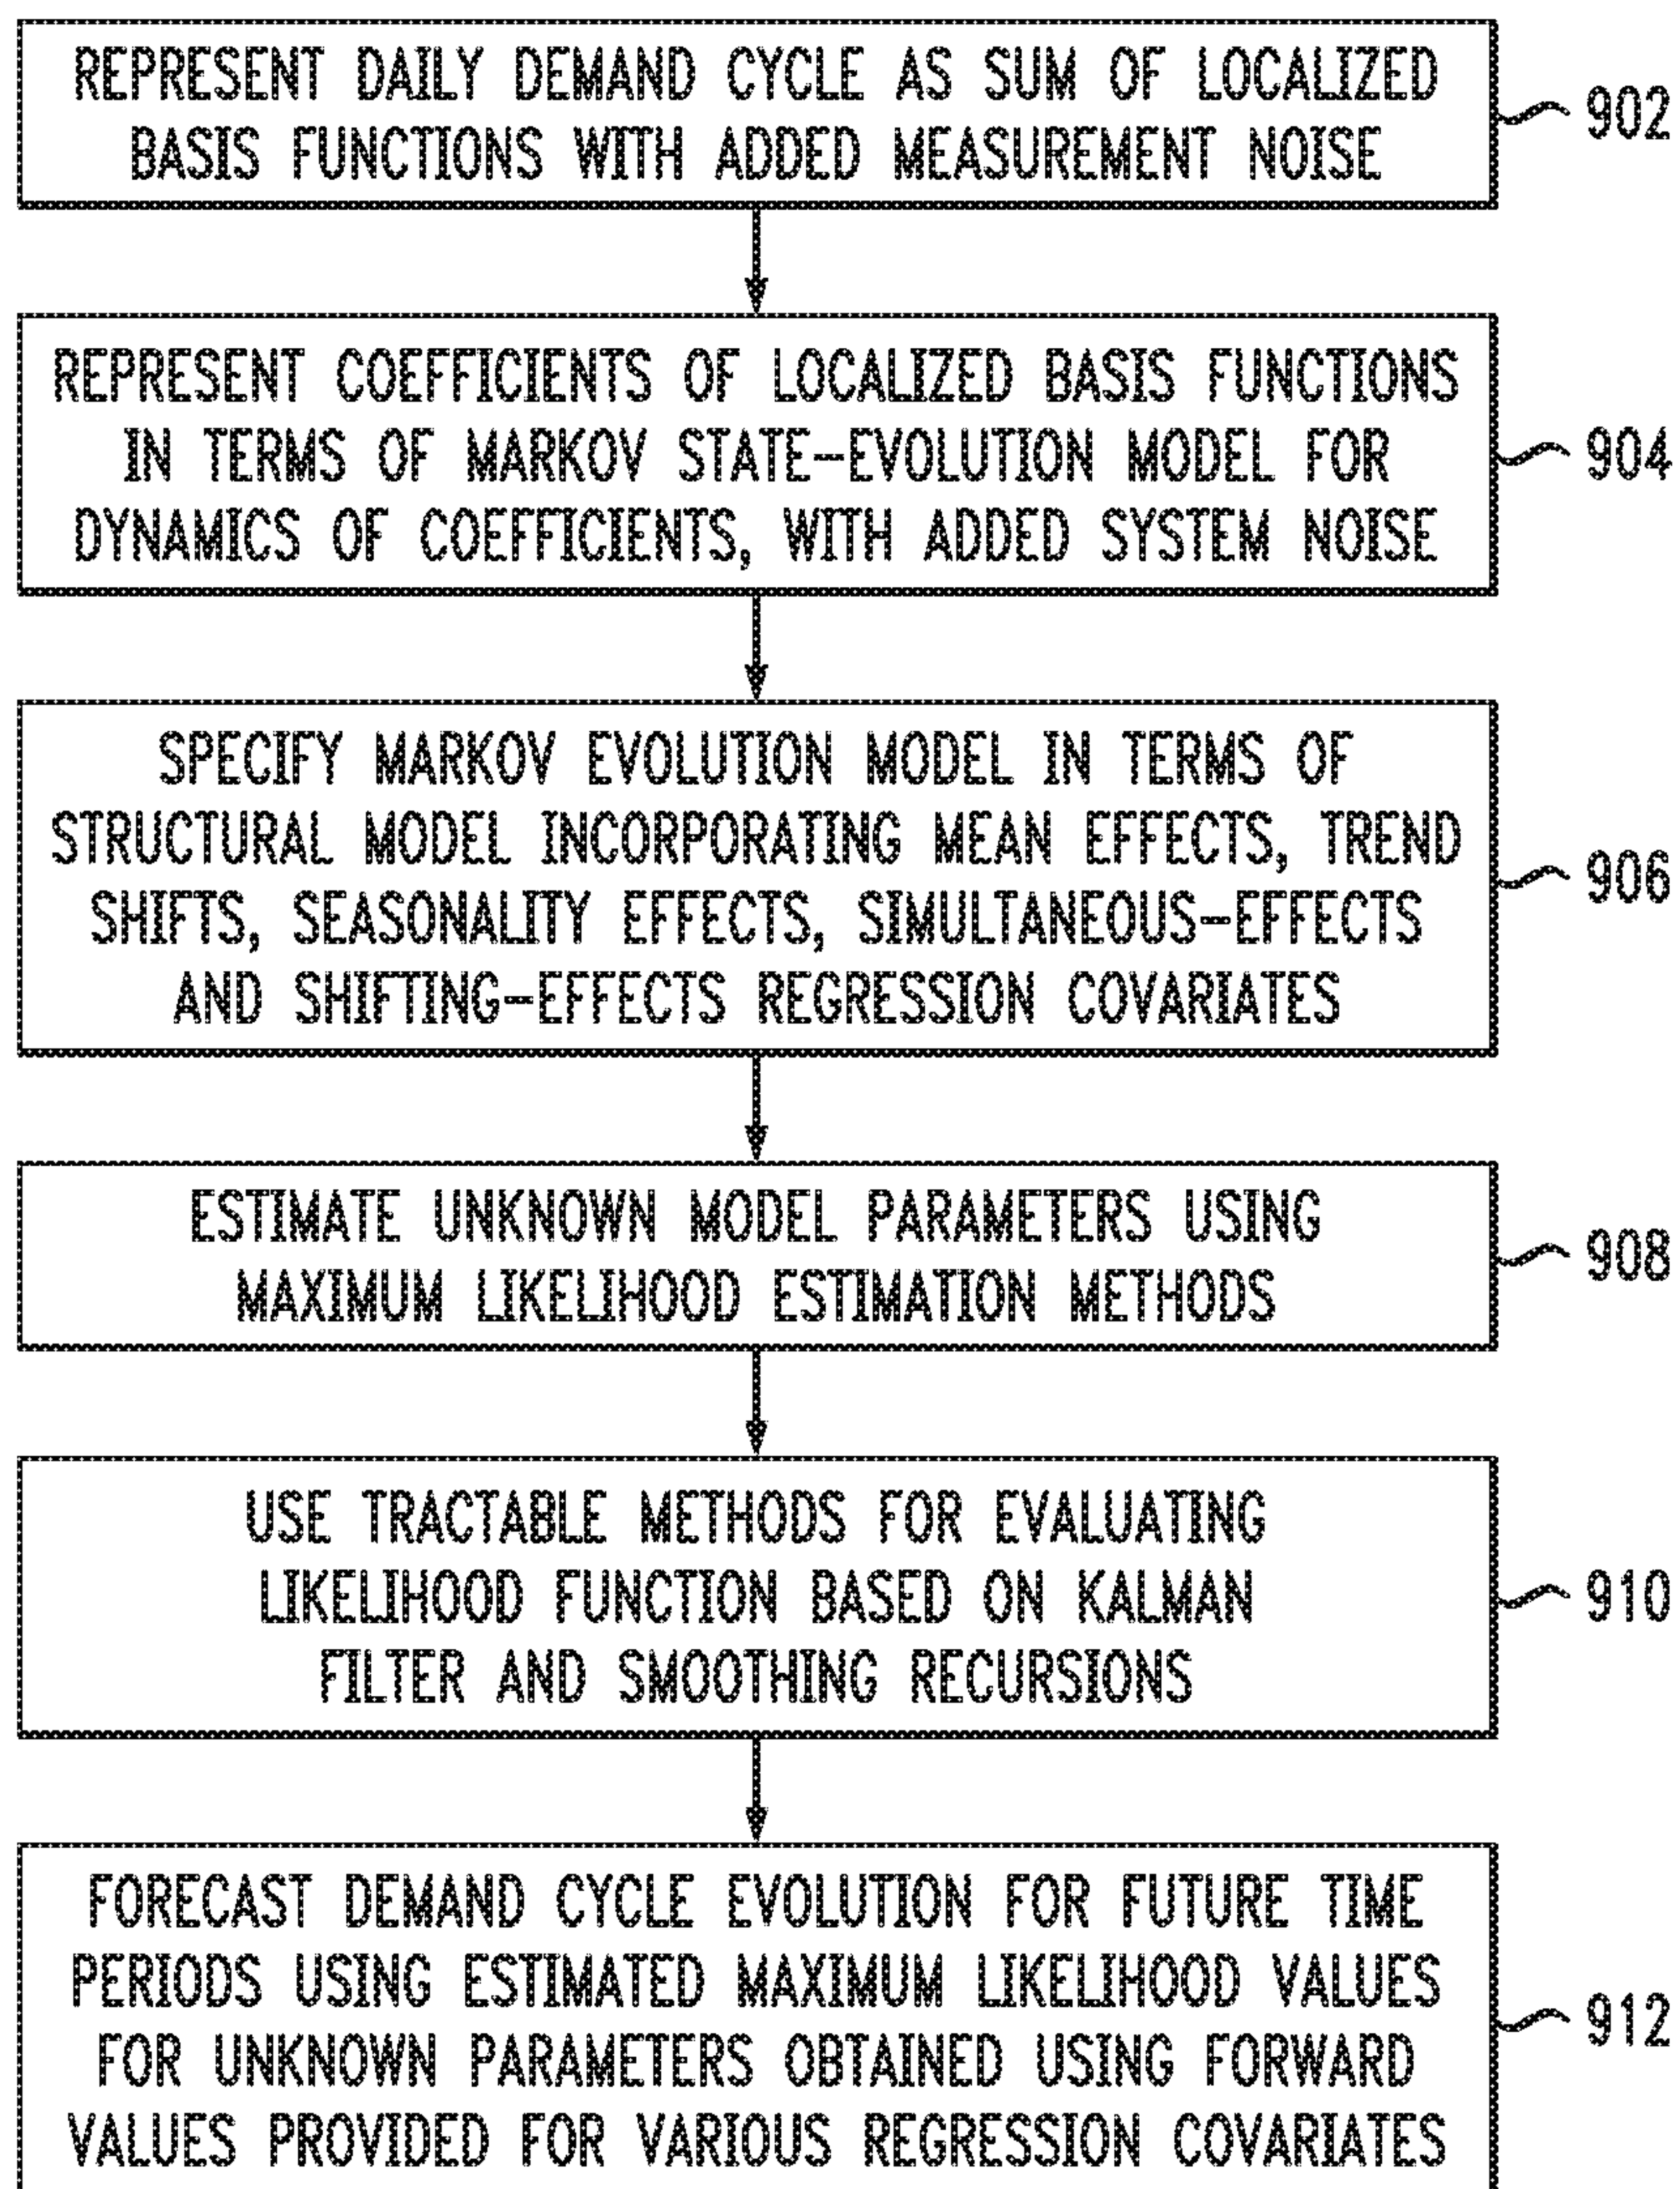 REPRESENT DAILY DEMAND CYCLE AS SUM OF LOCALIZED
BASIS FUNCTIONS WITH ADDED MEASUREMENT NOISE
902
REPRESENT COEFFICIENTS OF LOCALIZED BASIS FUNCTIONS
IN TERMS OF MARKOV STATE-EVOLUTION MODEL FOR
DYNAMICS OF COEFFICIENTS, WITH ADDED SYSTEM NOISE
904
SPECIFY MARKOV EVOLUTION MODEL IN TERMS OF
STRUCTURAL MODEL INCORPORATING MEAN EFFECTS, TREND
SHIFTS, SEASONALITY EFFECTS, SIMULTANEOUS-EFFECTS
AND SHIFTING-EFFECTS REGRESSION COVARIATES
906
ESTIMATE UNKNOWN MODEL PARAMETERS USING
MAXIMUM LIKELIHOOD ESTIMATION METHODS
908
USE TRACTABLE METHODS FOR EVALUATING
LIKELIHOOD FUNCTION BASED ON KALMAN
FILTER AND SMOOTHING RECURSIONS
910
FORECAST DEMAND CYCLE EVOLUTION FOR FUTURE TIME
PERIODS USING ESTIMATED MAXIMUM LIKELIHOOD VALUES
FOR UNKNOWN PARAMETERS OBTAINED USING FORWARD
VALUES PROVIDED FOR VARIOUS REGRESSION COVARIATES
912